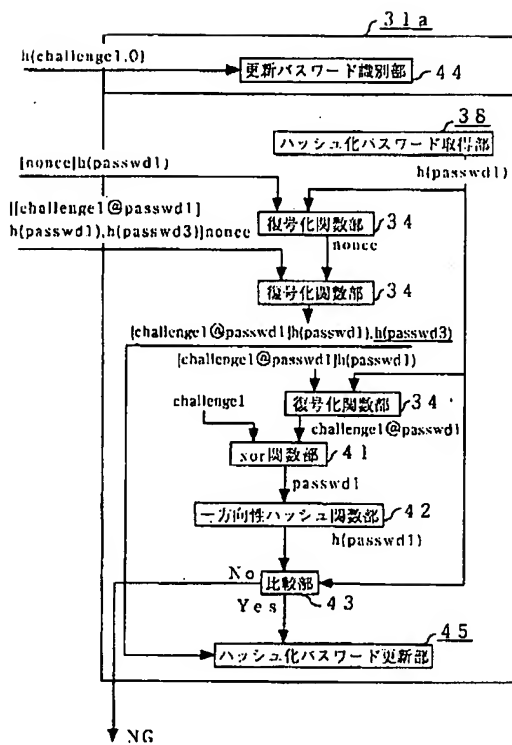 31a
h(challenge1.0)
更新パスワード識別部 44
38
ハッシュ化パスワード取得部
h(passwd1)
[nonce]h(passwd1)
[[challenge1@passwd1]
復号化関数部 34
h(passwd1),h(passwd3)]nonce
nonce
復号化関数部 34
[challenge1@passwd1]h(passwd1),h(passwd3)
[challenge1@passwd1]h(passwd1)
challenge1
復号化関数部 34
challenge1@passwd1
xor関数部 41
passwd1
一方向性ハッシュ関数部 42
h(passwd1)
No
比較部
Yes
43
45
ハッシュ化パスワード更新部
NG